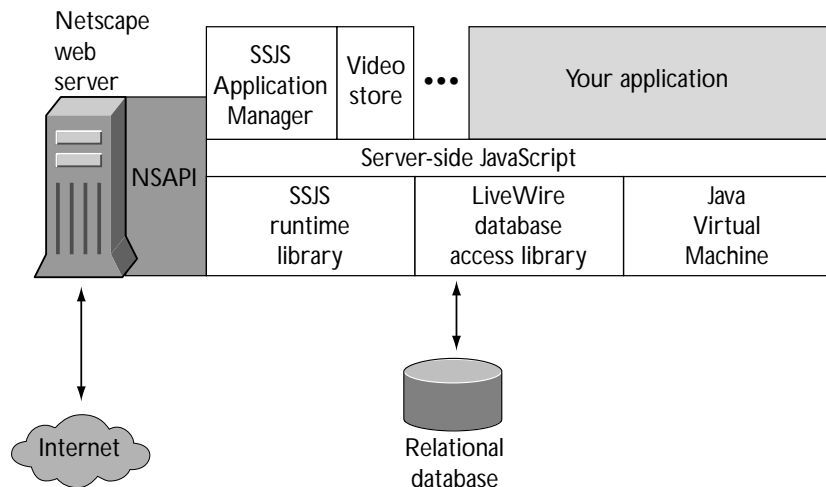 Netscape
web
server
NSAPI
SSJS
Application
Manager
Video
store
•••
Your application
Server-side JavaScript
SSJS
runtime
library
LiveWire
database
access library
Java
Virtual
Machine
Internet
Relational
database